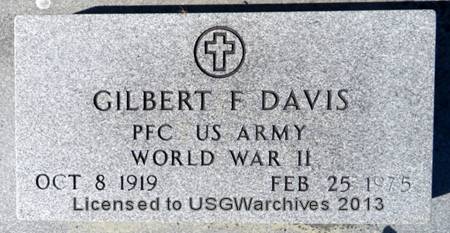 GILBERT F DAVIS
PFC US ARMY
WORLD WAR II
OCT 8 1919 FEB 25 1975
Licensed to USGWarchives 2013